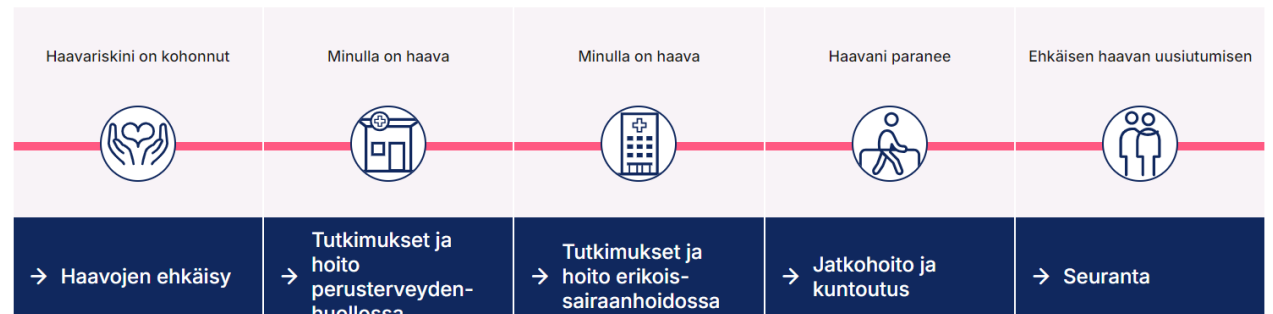 Haavariskini on kohonnut
Minulla on haava
Minulla on haava
Haavani paranee
Ehkäisen haavan uusiutumisen
→ Haavojen ehkäisy
→ Tutkimukset ja
hoito
perusterveyden-
huollossa
→ Tutkimukset ja
hoito erikois-
sairaanhoidossa
→ Jatkohoito ja
kuntoutus
→ Seuranta